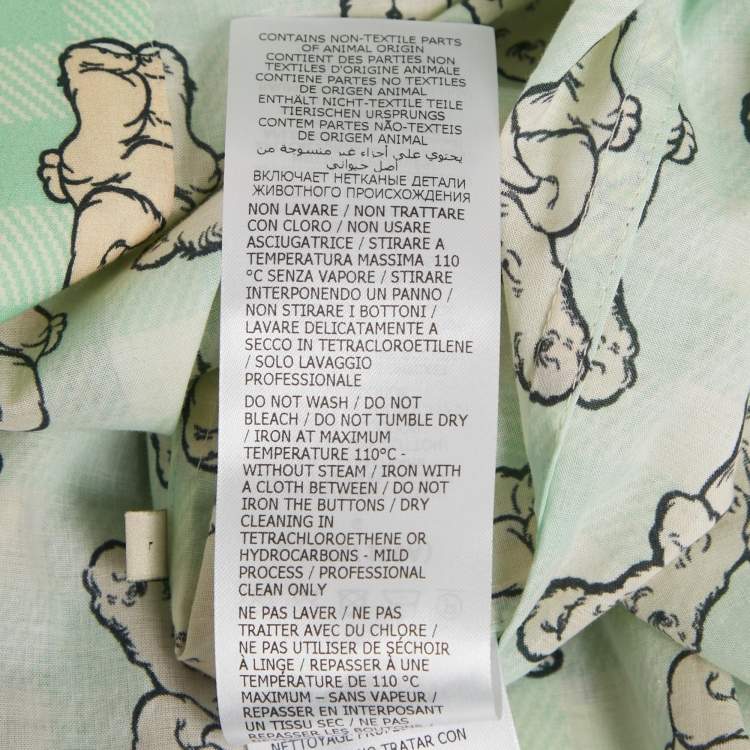 CONTAINS NON-TEXTILE PARTS
OF ANIMAL ORIGIN
CONTIENT DES PARTIES NON
TEXTILES D'ORIGINE ANIMALE
CONTIENE PARTES NO TEXTILES
DE ORIGEN ANIMAL
ENTHÄLT NICHT-TEXTILE TEILE
TIERISCHEN URSPRUNGS
CONTEM PARTES NÃO-TEXTEIS
DE ORIGEM ANIMAL
يحتوي على أجزاء غير منسوجة من
أصل حيواني
ВКЛЮЧАЕТ НЕТКАНЫЕ ДЕТАЛИ
ЖИВОТНОГО ПРОИСХОЖДЕНИЯ
NON LAVARE / NON TRATTARE
CON CLORO / NON USARE
ASCIUGATRICE / STIRARE A
TEMPERATURA MASSIMA 110
°C SENZA VAPORE / STIRARE
INTERPONENDO UN PANNO /
NON STIRARE I BOTTONI /
LAVARE DELICATAMENTE A
SECCO IN TETRACLOROETILENE
/ SOLO LAVAGGIO
PROFESSIONALE
DO NOT WASH / DO NOT
BLEACH / DO NOT TUMBLE DRY
/ IRON AT MAXIMUM
TEMPERATURE 110°C -
WITHOUT STEAM / IRON WITH
A CLOTH BETWEEN / DO NOT
IRON THE BUTTONS / DRY
CLEANING IN
TETRACHLOROETHENE OR
HYDROCARBONS - MILD
PROCESS / PROFESSIONAL
CLEAN ONLY
NE PAS LAVER / NE PAS
TRAITER AVEC DU CHLORE /
NE PAS UTILISER DE SÉCHOIR
À LINGE / REPASSER À UNE
TEMPÉRATURE DE 110 °C
MAXIMUM – SANS VAPEUR /
REPASSER EN INTERPOSANT
UN TISSU SEC / NE PAS
REPASSER LES BOUTONS /
NETTOYAGE
TRATAR CON